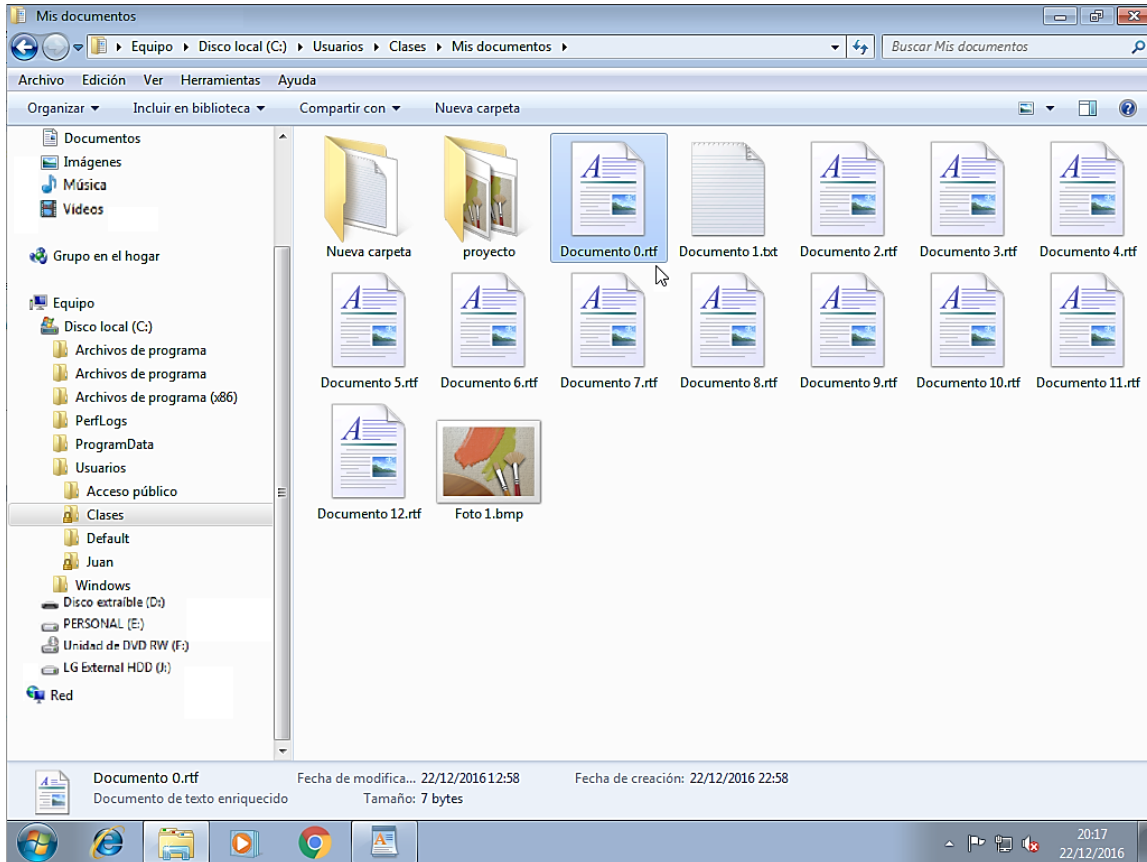 Mis documentos
Equipo Disco local (C:) Usuarios Clases Mis documentos
Buscar Mis documentos
Archivo Edición Ver Herramientas Ayuda
Organizar Incluir en biblioteca Compartir con Nueva carpeta
Documentos
Imágenes
Música
Vídeos
Grupo en el hogar
Equipo
Disco local (C:)
Archivos de programa
Archivos de programa
Archivos de programa (x86)
PerfLogs
ProgramData
Usuarios
Acceso público
Clases
Default
Juan
Windows
Disco extraíble (D:)
PERSONAL (E:)
Unidad de DVD RW (F:)
LG External HDD (J:)
Red
Nueva carpeta proyecto Documento 0.rtf Documento 1.txt Documento 2.rtf Documento 3.rtf Documento 4.rtf
Documento 5.rtf Documento 6.rtf Documento 7.rtf Documento 8.rtf Documento 9.rtf Documento 10.rtf Documento 11.rtf
Documento 12.rtf Foto 1.bmp
Documento 0.rtf Fecha de modifica... 22/12/2016 12:58 Fecha de creación: 22/12/2016 22:58
Documento de texto enriquecido Tamaño: 7 bytes
20:17
22/12/2016